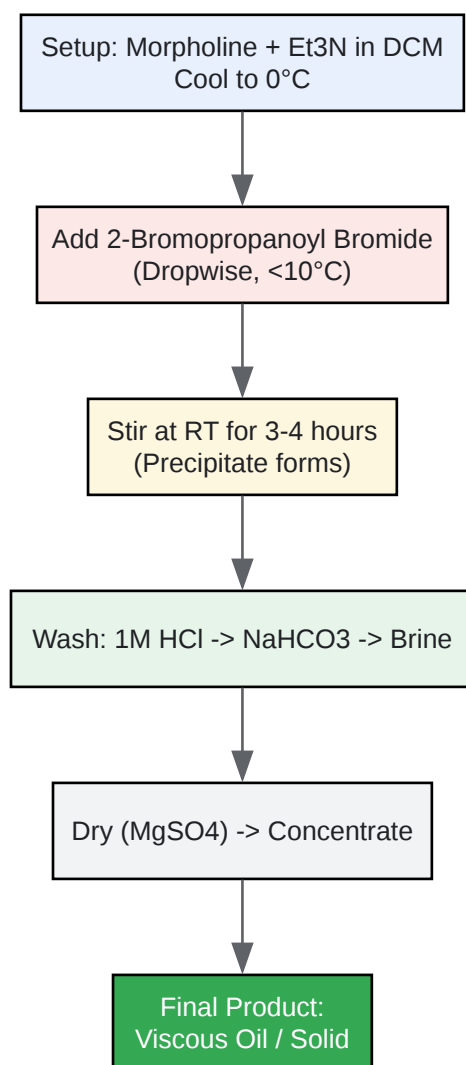 Setup: Morpholine + Et3N in DCM
Cool to 0°C
Add 2-Bromopropanoyl Bromide
(Dropwise, <10°C)
Stir at RT for 3-4 hours
(Precipitate forms)
Wash: 1M HCl -> NaHCO3 -> Brine
Dry (MgSO4) -> Concentrate
Final Product:
Viscous Oil / Solid